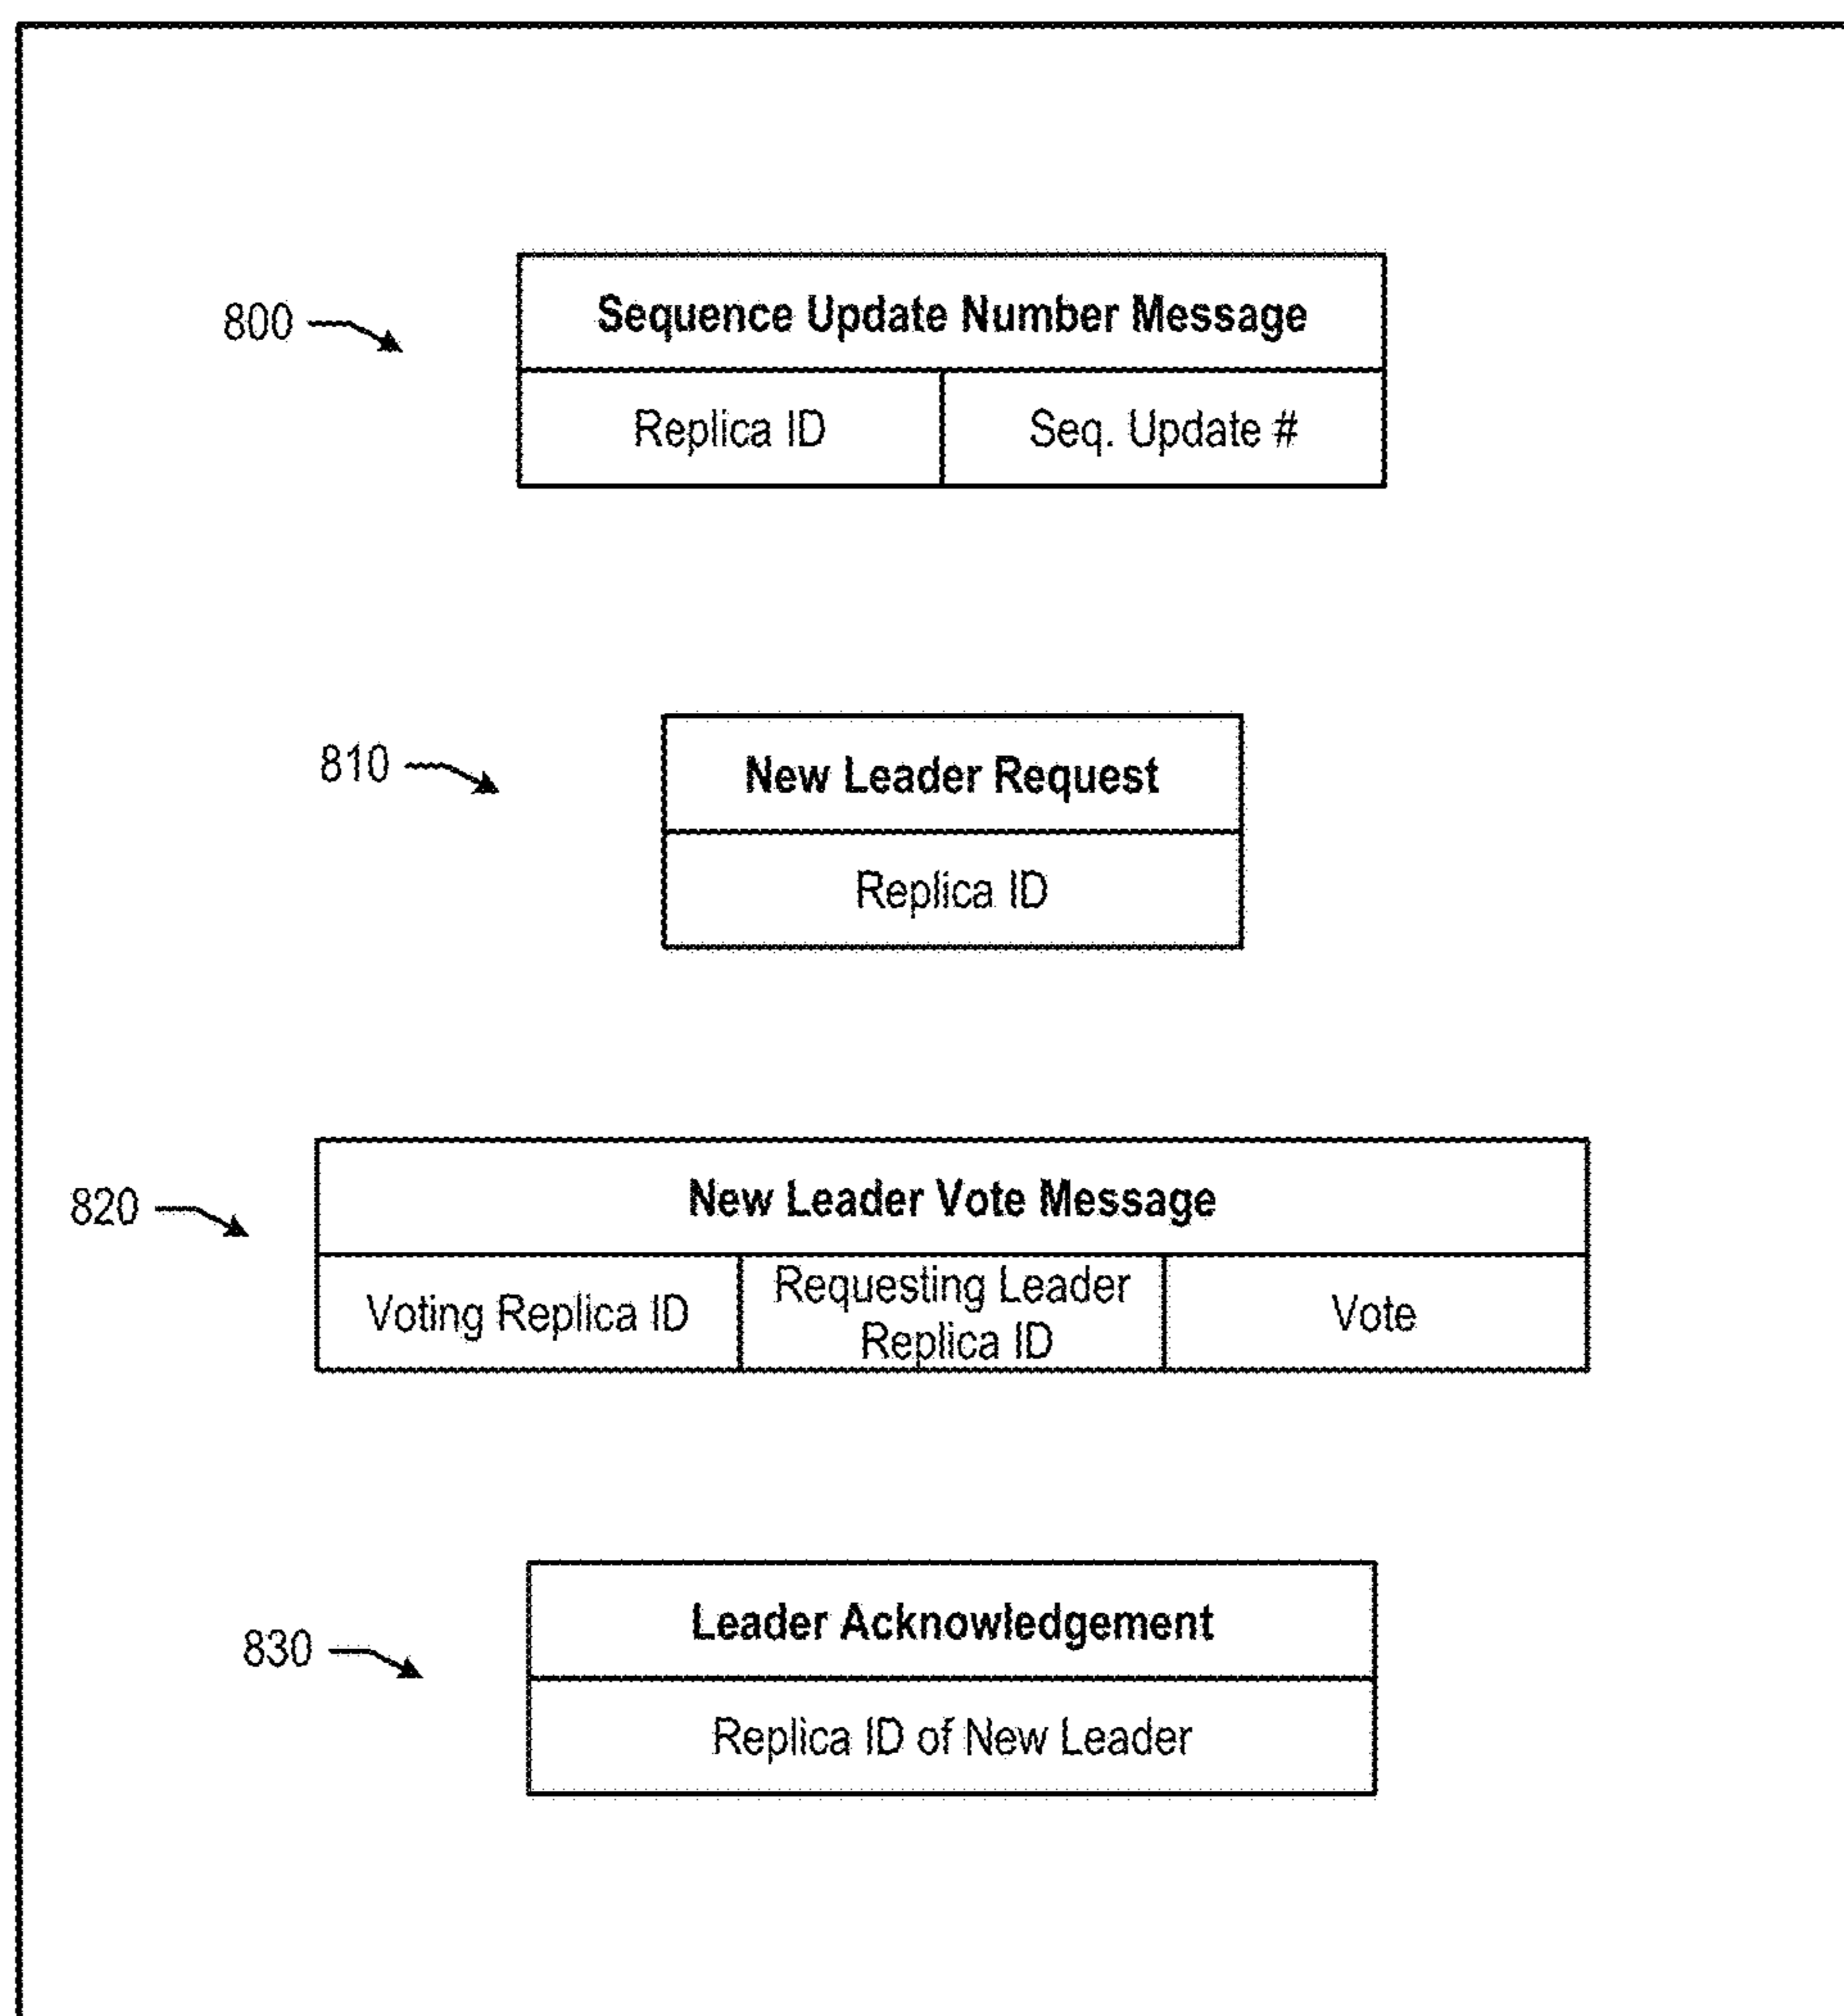 800
Sequence Update Number Message
Replica ID
Seq. Update #
810
New Leader Request
Replica ID
820
New Leader Vote Message
Voting Replica ID
Requesting Leader
Replica ID
Vote
830
Leader Acknowledgement
Replica ID of New Leader